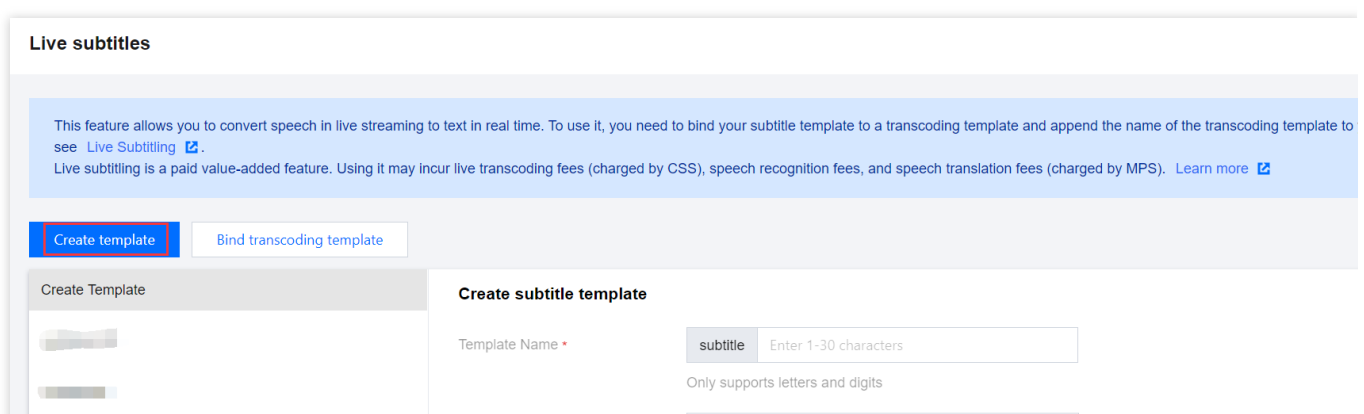 Live subtitles
This feature allows you to convert speech in live streaming to text in real time. To use it, you need to bind your subtitle template to a transcoding template and append the name of the transcoding template to
see Live Subtitling .
Live subtitling is a paid value-added feature. Using it may incur live transcoding fees (charged by CSS), speech recognition fees, and speech translation fees (charged by MPS). Learn more
Create template Bind transcoding template
Create Template
Create subtitle template
Template Name * subtitle Enter 1-30 characters
Only supports letters and digits